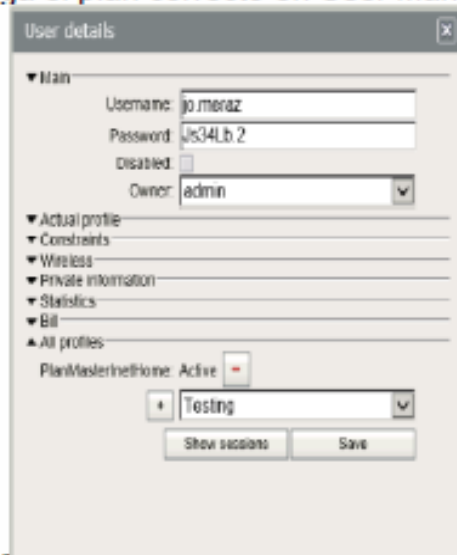 User details
Main
Username: jo.meraz
Password: Js34Lb.2
Disabled:
Owner: admin
Actual profile
Constraints
Wireless
Private information
Statistics
Bill
All profiles
PlanMasterInetHome: Active -
+ Testing
Show sessions Save